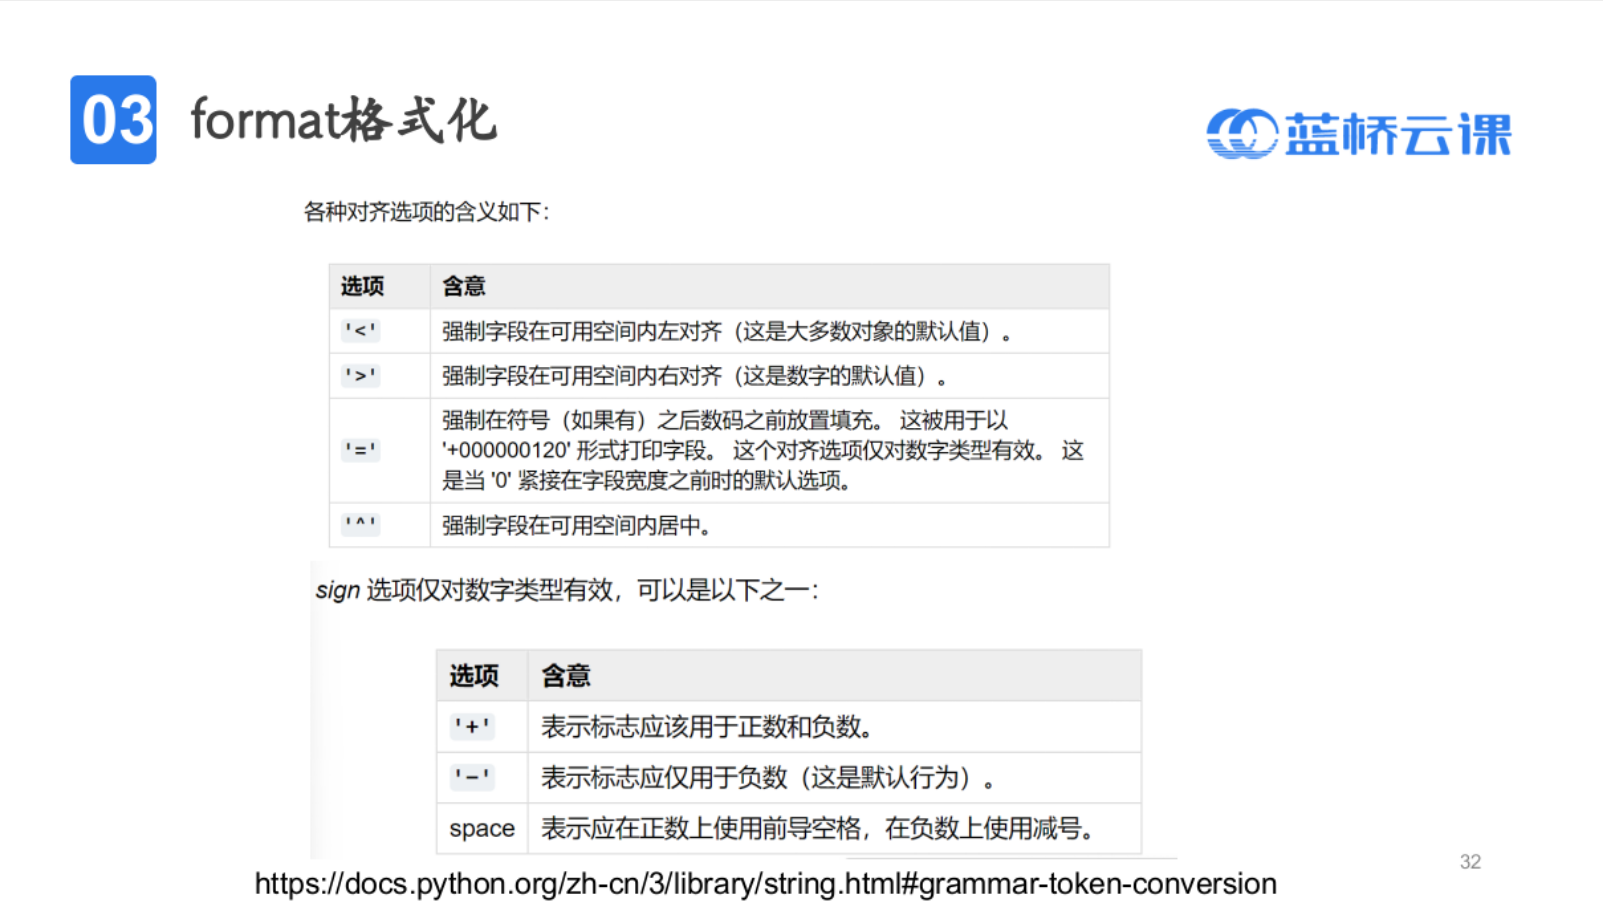 03 format格式化
蓝桥云课
各种对齐选项的含义如下：
选项 含意
'<' 强制字段在可用空间内左对齐（这是大多数对象的默认值）。
'>' 强制字段在可用空间内右对齐（这是数字的默认值）。
强制在符号（如果有）之后数码之前放置填充。 这被用于以
'=' '+000000120' 形式打印字段。 这个对齐选项仅对数字类型有效。 这
是当 '0' 紧接在字段宽度之前时的默认选项。
'^' 强制字段在可用空间内居中。
sign 选项仅对数字类型有效，可以是以下之一：
选项 含意
'+' 表示标志应该用于正数和负数。
'-' 表示标志应仅用于负数（这是默认行为）。
space 表示应在正数上使用前导空格，在负数上使用减号。
32
https://docs.python.org/zh-cn/3/library/string.html#grammar-token-conversion